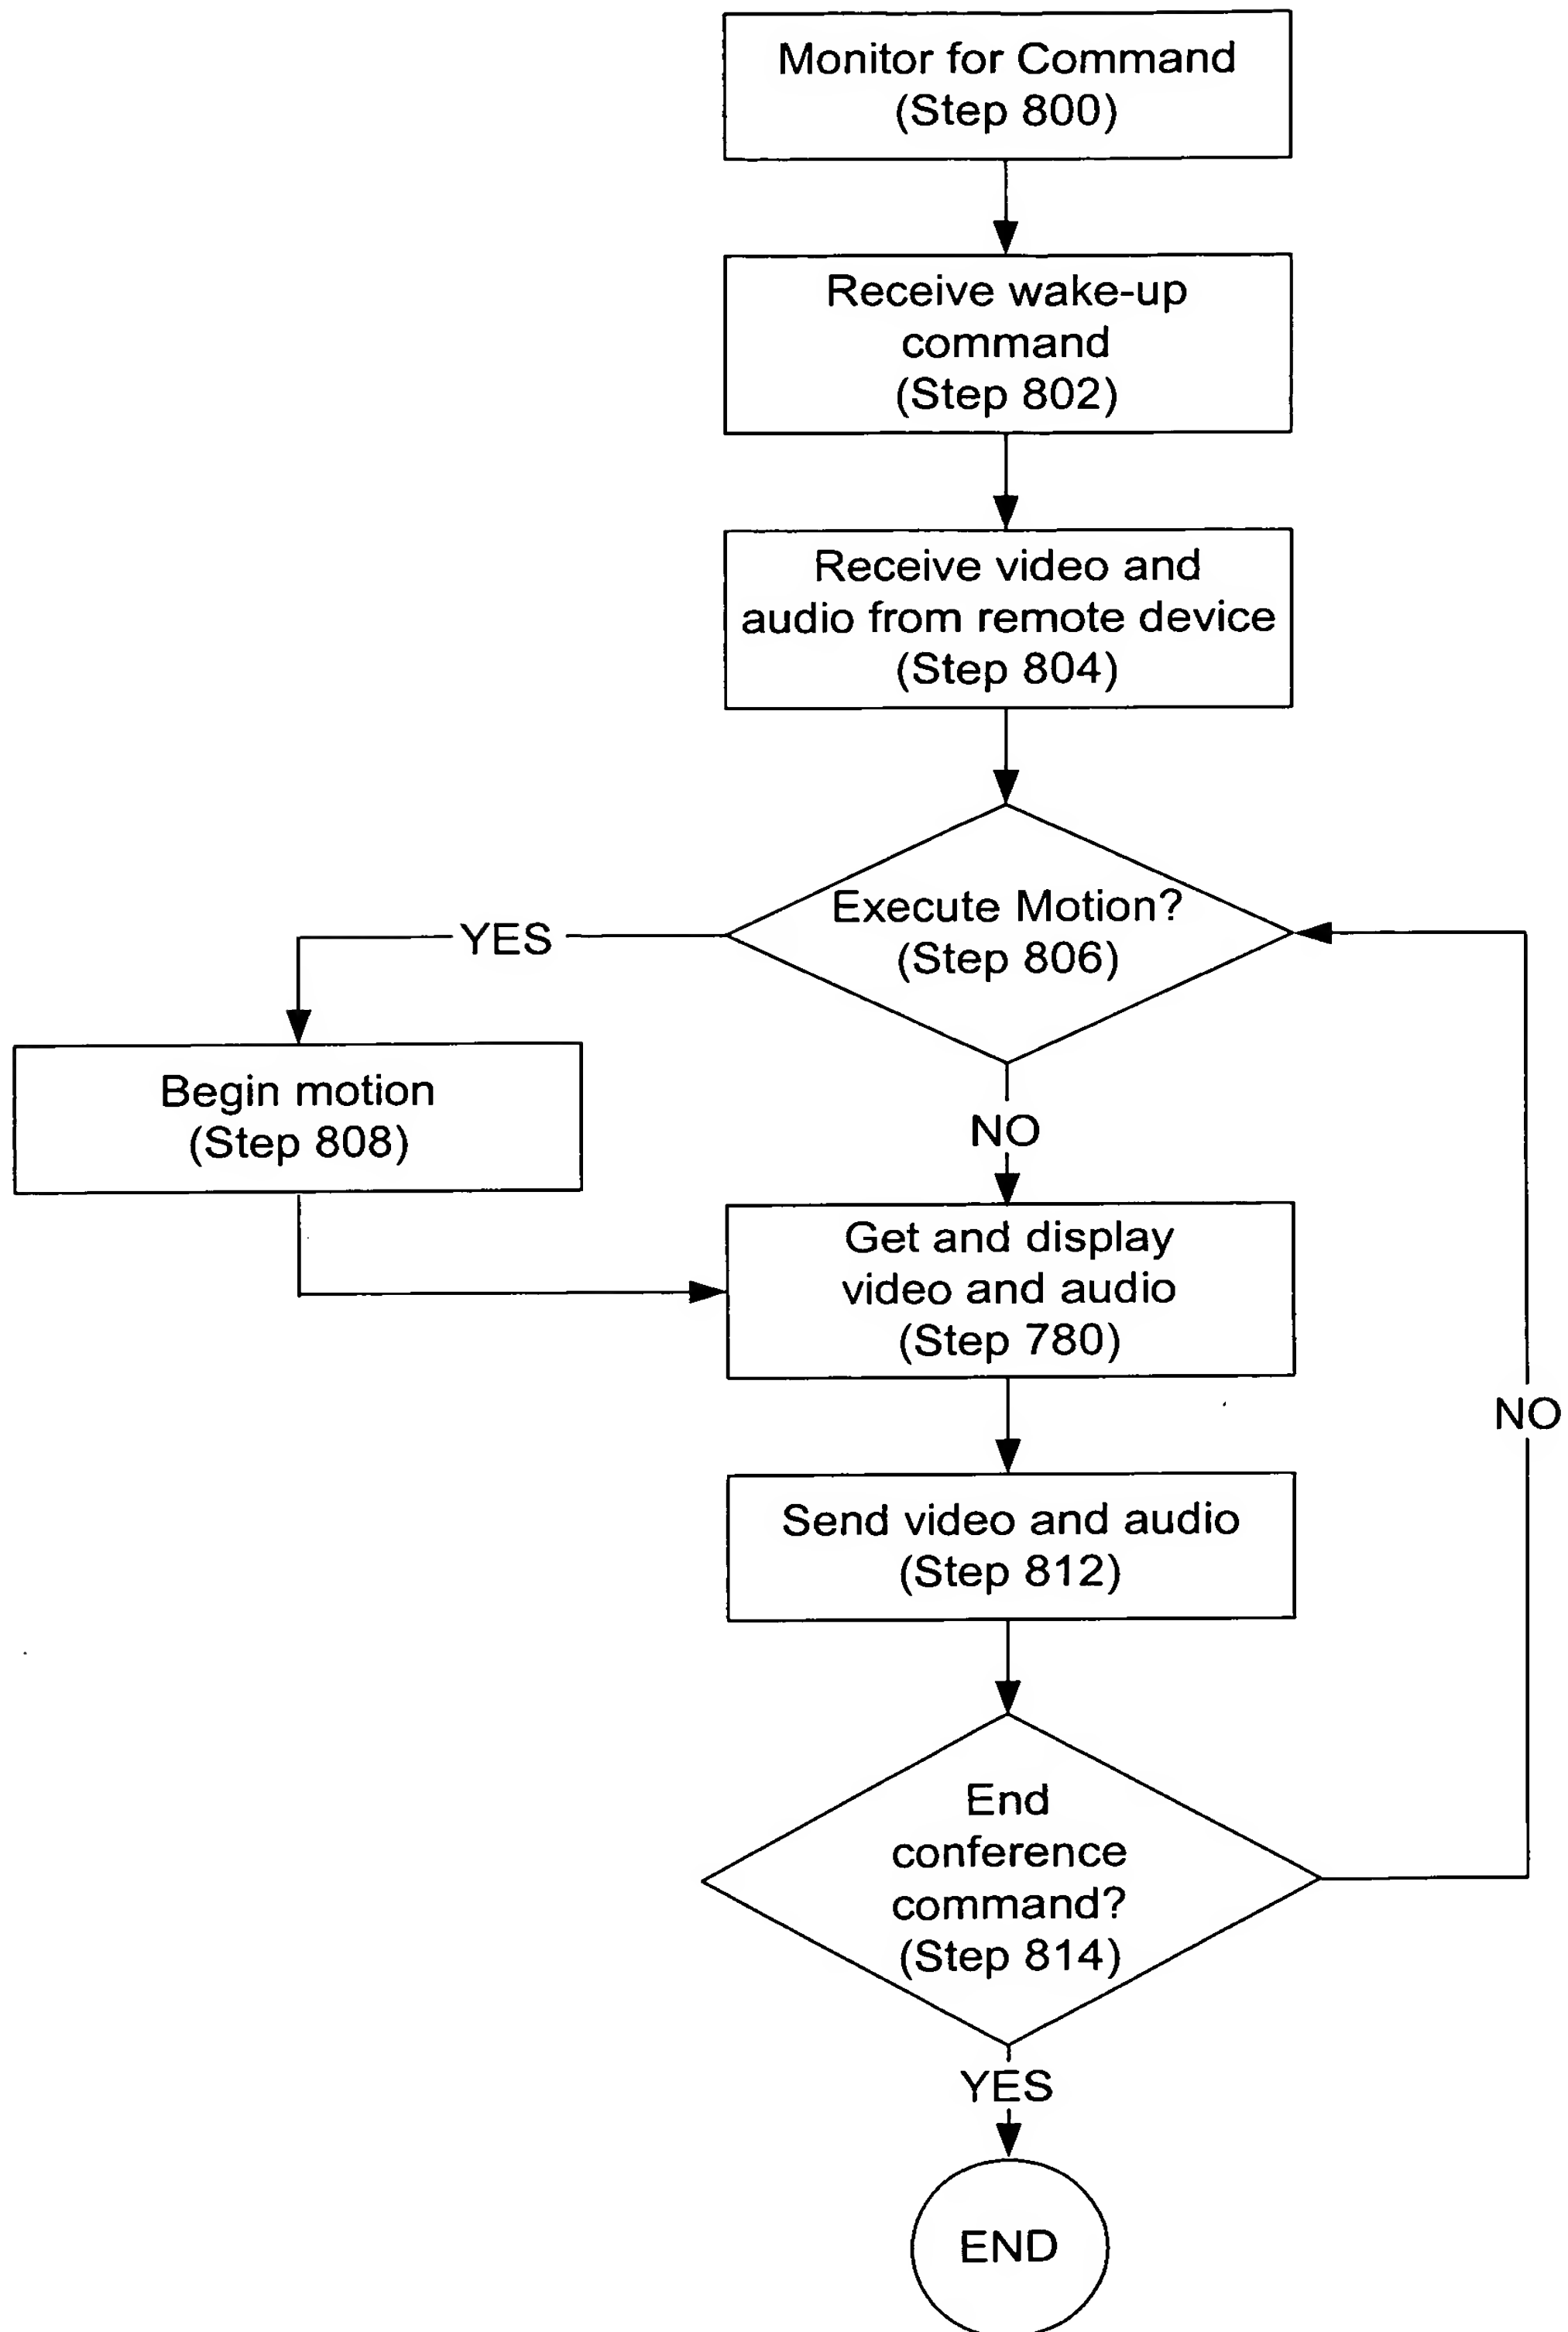 Monitor for Command
(Step 800)
Receive wake-up
command
(Step 802)
Receive video and
audio from remote device
(Step 804)
Execute Motion?
(Step 806)
YES
Begin motion
(Step 808)
NO
Get and display
video and audio
(Step 780)
NO
Send video and audio
(Step 812)
End
conference
command?
(Step 814)
YES
END